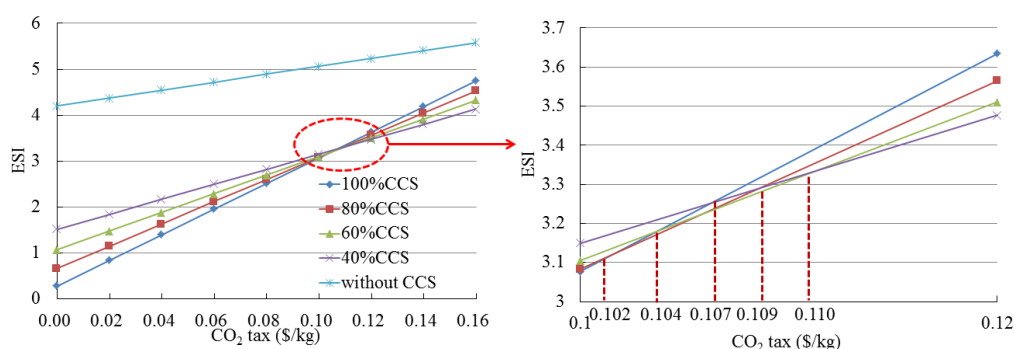 6
5
4
3
2
1
0
ESI
100%CCS
80%CCS
60%CCS
40%CCS
without CCS
0.00 0.02 0.04 0.06 0.08 0.10 0.12 0.14 0.16
CO₂ tax ($/kg)
3.7
3.6
3.5
3.4
3.3
3.2
3.1
3
ESI
0.1 0.102 0.104 0.107 0.109 0.110 0.12
CO₂ tax ($/kg)